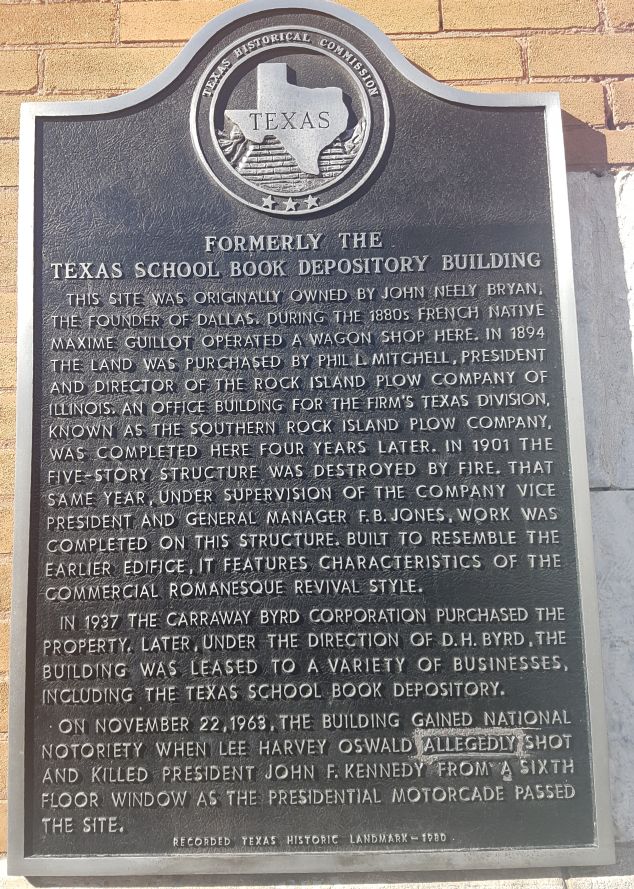 TEXAS HISTORICAL COMMISSION
TEXAS
FORMERLY THE
TEXAS SCHOOL BOOK DEPOSITORY BUILDING
THIS SITE WAS ORIGINALLY OWNED BY JOHN NEELY BRYAN,
THE FOUNDER OF DALLAS. DURING THE 1880s FRENCH NATIVE
MAXIME GUILLOT OPERATED A WAGON SHOP HERE. IN 1894
THE LAND WAS PURCHASED BY PHIL L. MITCHELL, PRESIDENT
AND DIRECTOR OF THE ROCK ISLAND PLOW COMPANY OF
ILLINOIS. AN OFFICE BUILDING FOR THE FIRM'S TEXAS DIVISION,
KNOWN AS THE SOUTHERN ROCK ISLAND PLOW COMPANY,
WAS COMPLETED HERE FOUR YEARS LATER. IN 1901 THE
FIVE-STORY STRUCTURE WAS DESTROYED BY FIRE. THAT
SAME YEAR, UNDER SUPERVISION OF THE COMPANY VICE
PRESIDENT AND GENERAL MANAGER F.B. JONES, WORK WAS
COMPLETED ON THIS STRUCTURE. BUILT TO RESEMBLE THE
EARLIER EDIFICE, IT FEATURES CHARACTERISTICS OF THE
COMMERCIAL ROMANESQUE REVIVAL STYLE.
IN 1937 THE CARRAWAY BYRD CORPORATION PURCHASED THE
PROPERTY. LATER, UNDER THE DIRECTION OF D.H. BYRD, THE
BUILDING WAS LEASED TO A VARIETY OF BUSINESSES,
INCLUDING THE TEXAS SCHOOL BOOK DEPOSITORY.
ON NOVEMBER 22, 1963, THE BUILDING GAINED NATIONAL
NOTORIETY WHEN LEE HARVEY OSWALD ALLEGEDLY SHOT
AND KILLED PRESIDENT JOHN F. KENNEDY FROM A SIXTH
FLOOR WINDOW AS THE PRESIDENTIAL MOTORCADE PASSED
THE SITE.
RECORDED TEXAS HISTORIC LANDMARK-1980